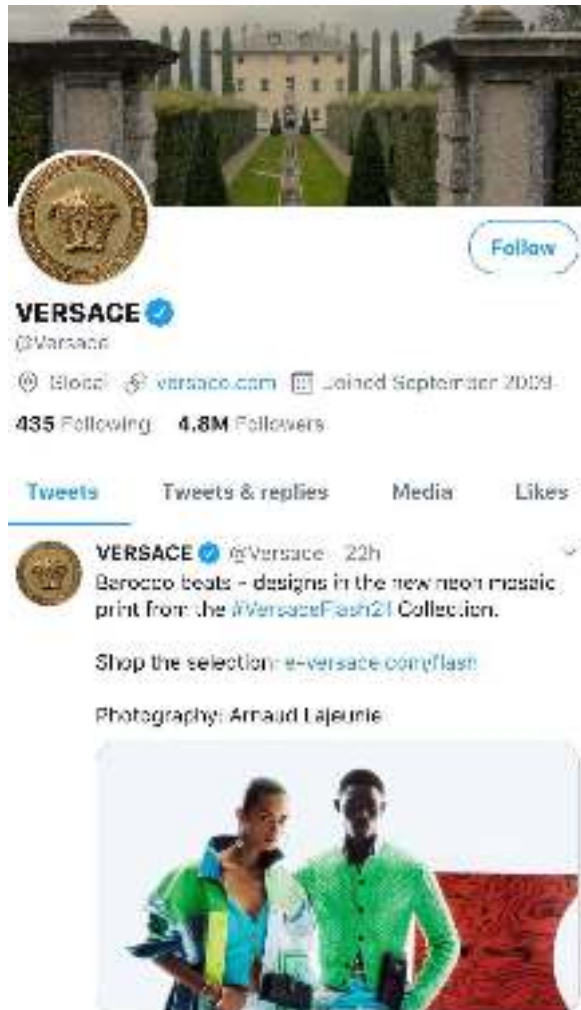 Follow
VERSACE
@Versace
Global versace.com Joined September 2009
435 Following 4.8M Followers
Tweets Tweets & replies Media Likes
VERSACE @Versace · 22h
Barocco beats - designs in the new neon mosaic
print from the #VersaceFlash21 Collection.
Shop the selection: e-versace.com/flash
Photography: Arnaud Lajeunie